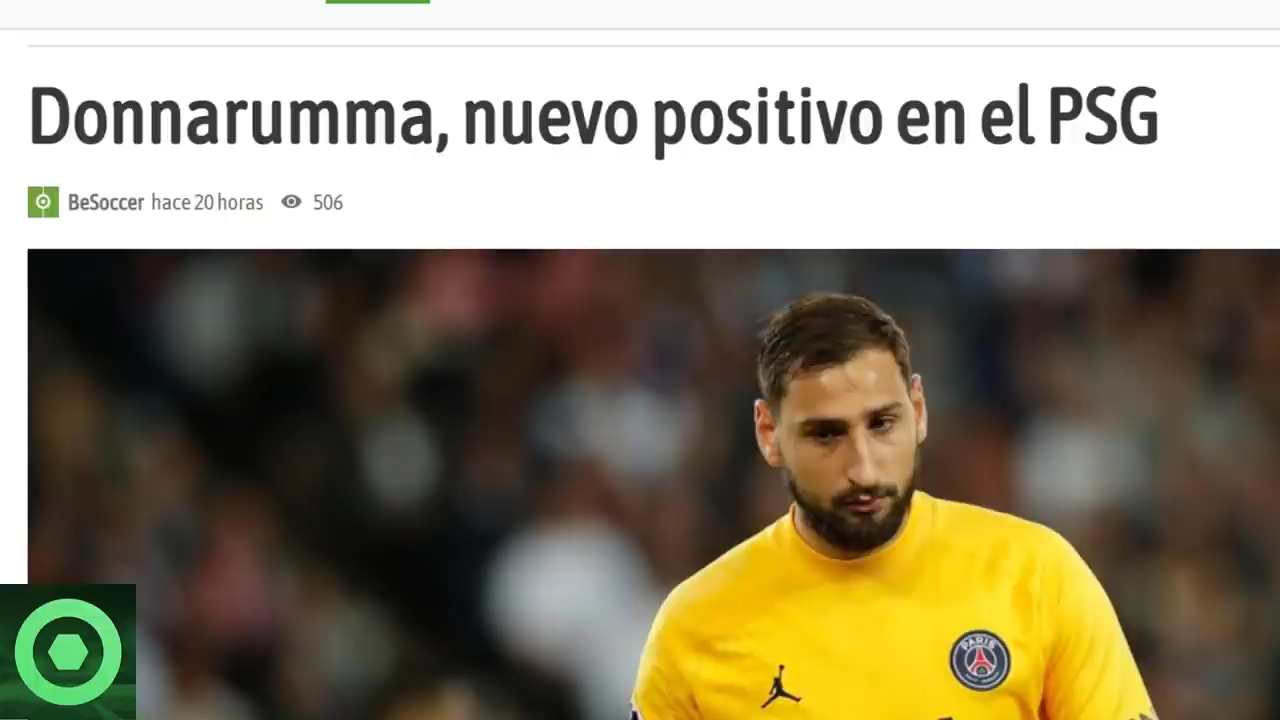 Donnarumma, nuevo positivo en el PSG
BeSoccer hace 20 horas 506
PARIS